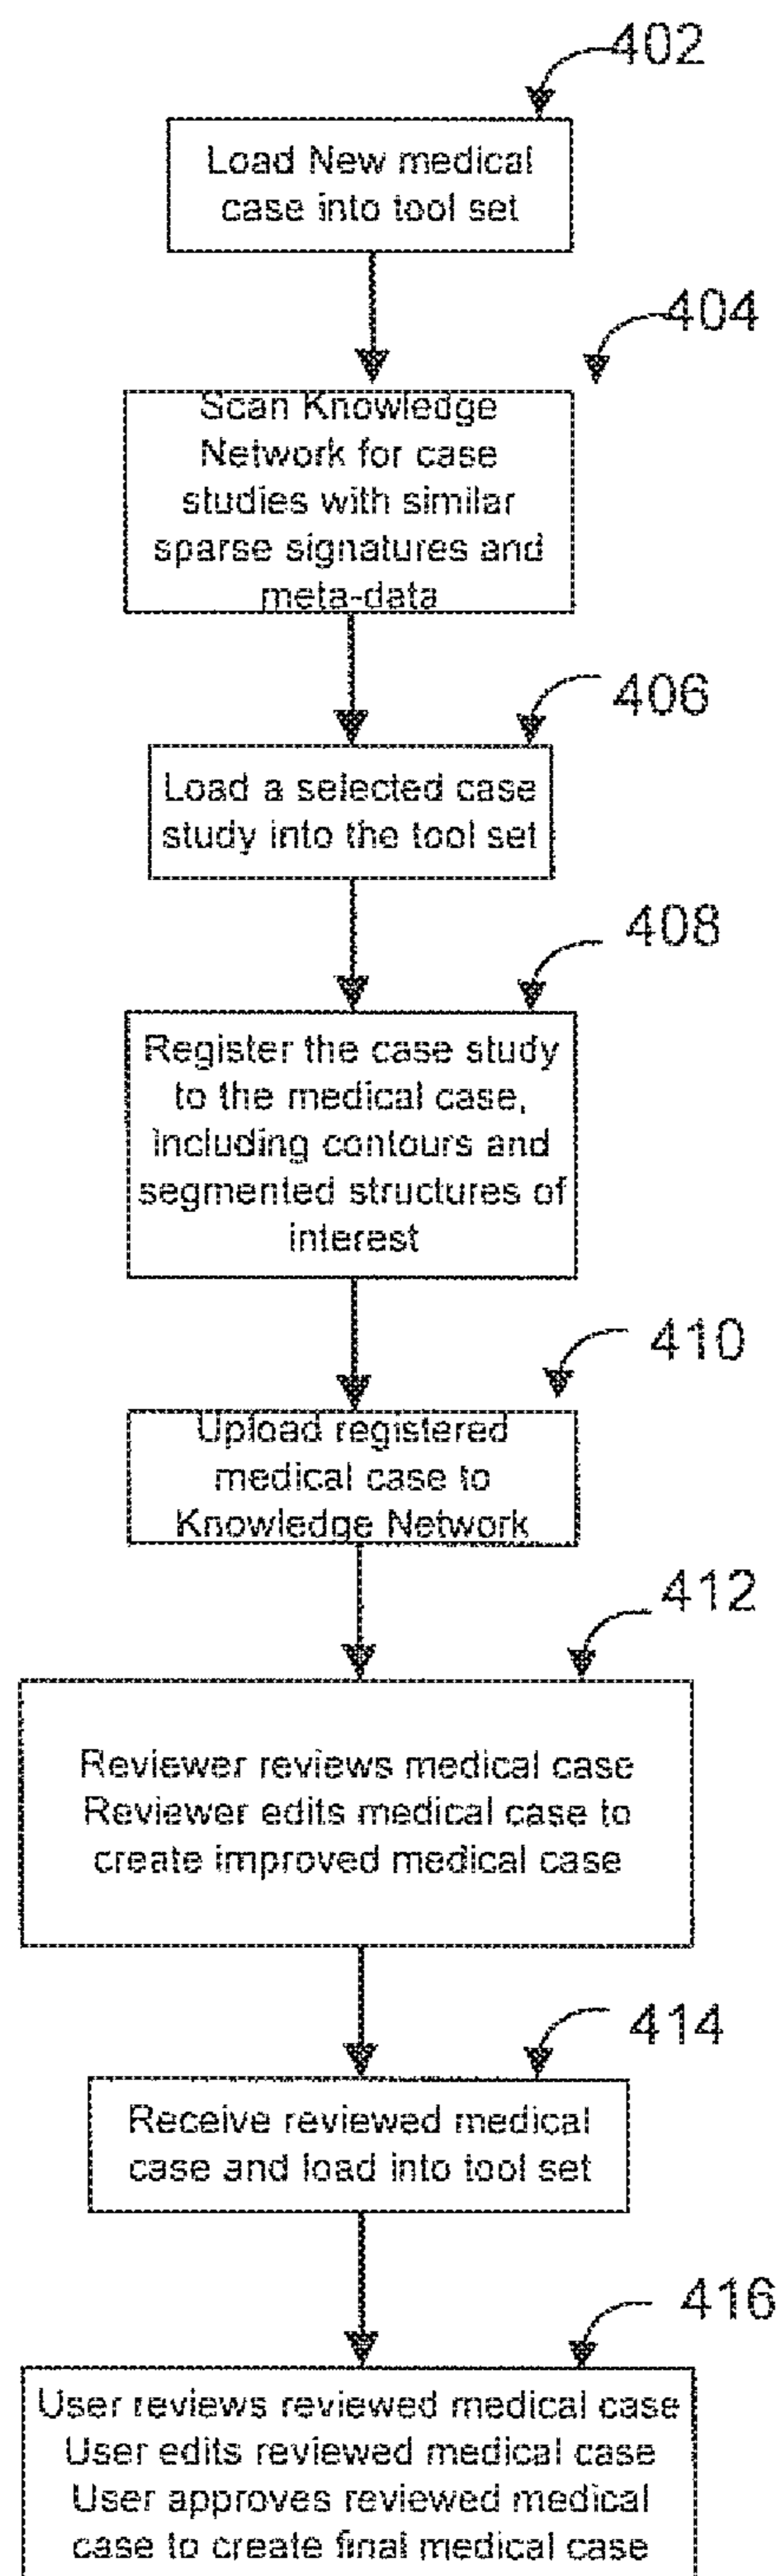 402
Load New medical
case into tool set
404
Scan Knowledge
Network for case
studies with similar
sparse signatures and
meta-data
406
Load a selected case
study into the tool set
408
Register the case study
to the medical case,
including contours and
segmented structures of
interest
410
Upload registered
medical case to
Knowledge Network
412
Reviewer reviews medical case
Reviewer edits medical case to
create improved medical case
414
Receive reviewed medical
case and load into tool set
416
User reviews reviewed medical case
User edits reviewed medical case
User approves reviewed medical
case to create final medical case